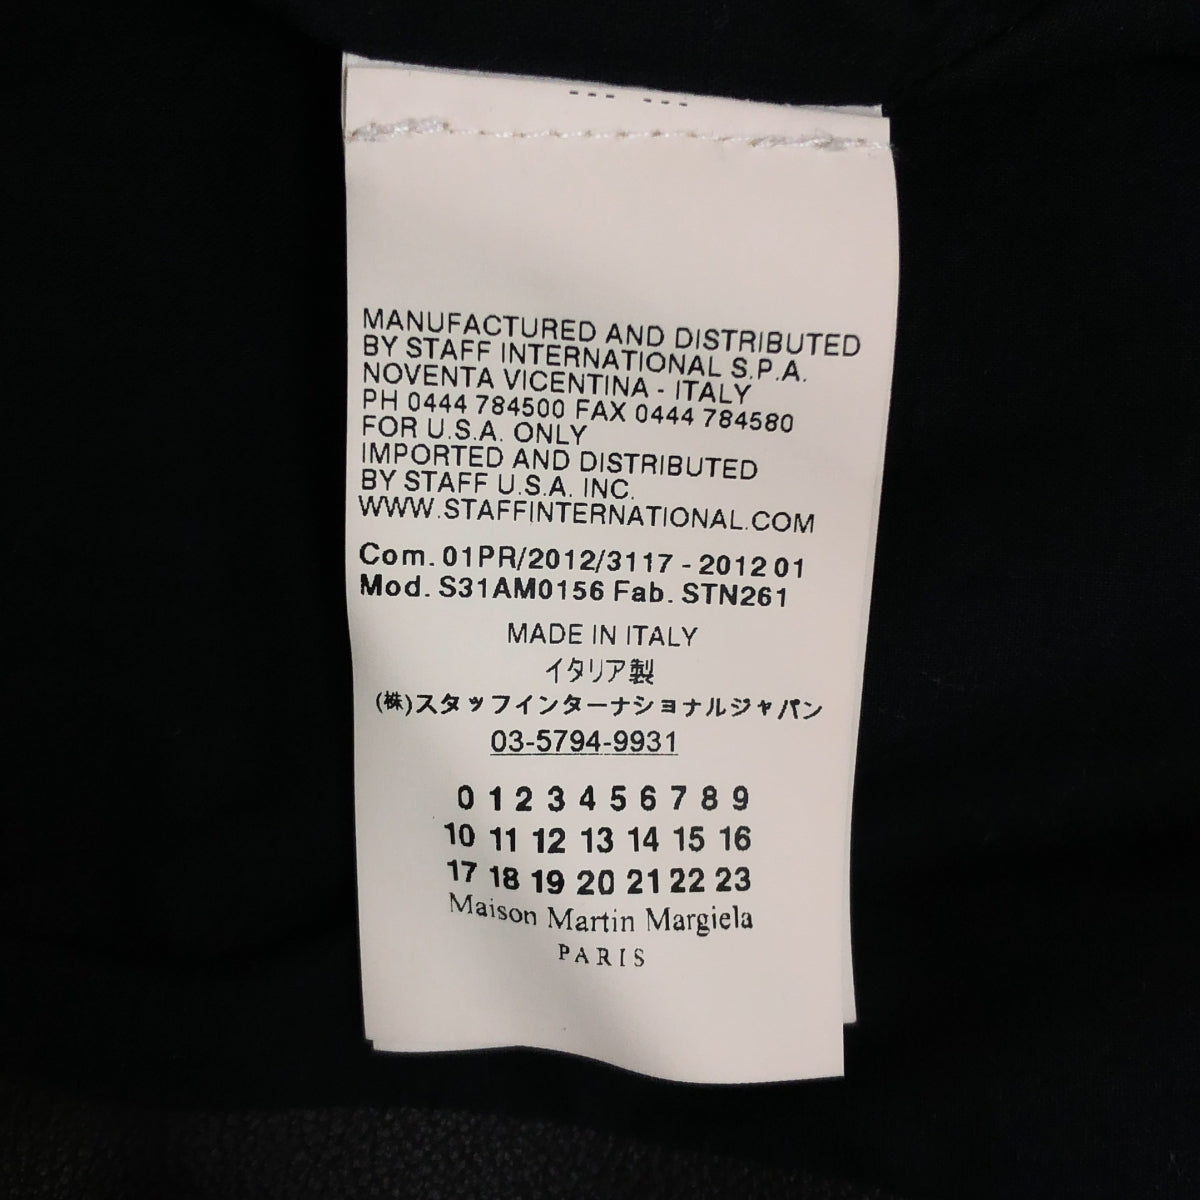 MANUFACTURED AND DISTRIBUTED
BY STAFF INTERNATIONAL S.P.A.
NOVENTA VICENTINA - ITALY
PH 0444 784500 FAX 0444 784580
FOR U.S.A. ONLY
IMPORTED AND DISTRIBUTED
BY STAFF U.S.A. INC.
WWW.STAFFINTERNATIONAL.COM
Com. 01PR/2012/3117 - 2012 01
Mod. S31AM0156 Fab. STN261
MADE IN ITALY
イタリア製
(株)スタッフインターナショナルジャパン
03-5794-9931
0 1 2 3 4 5 6 7 8 9
10 11 12 13 14 15 16
17 18 19 20 21 22 23
Maison Martin Margiela
PARIS